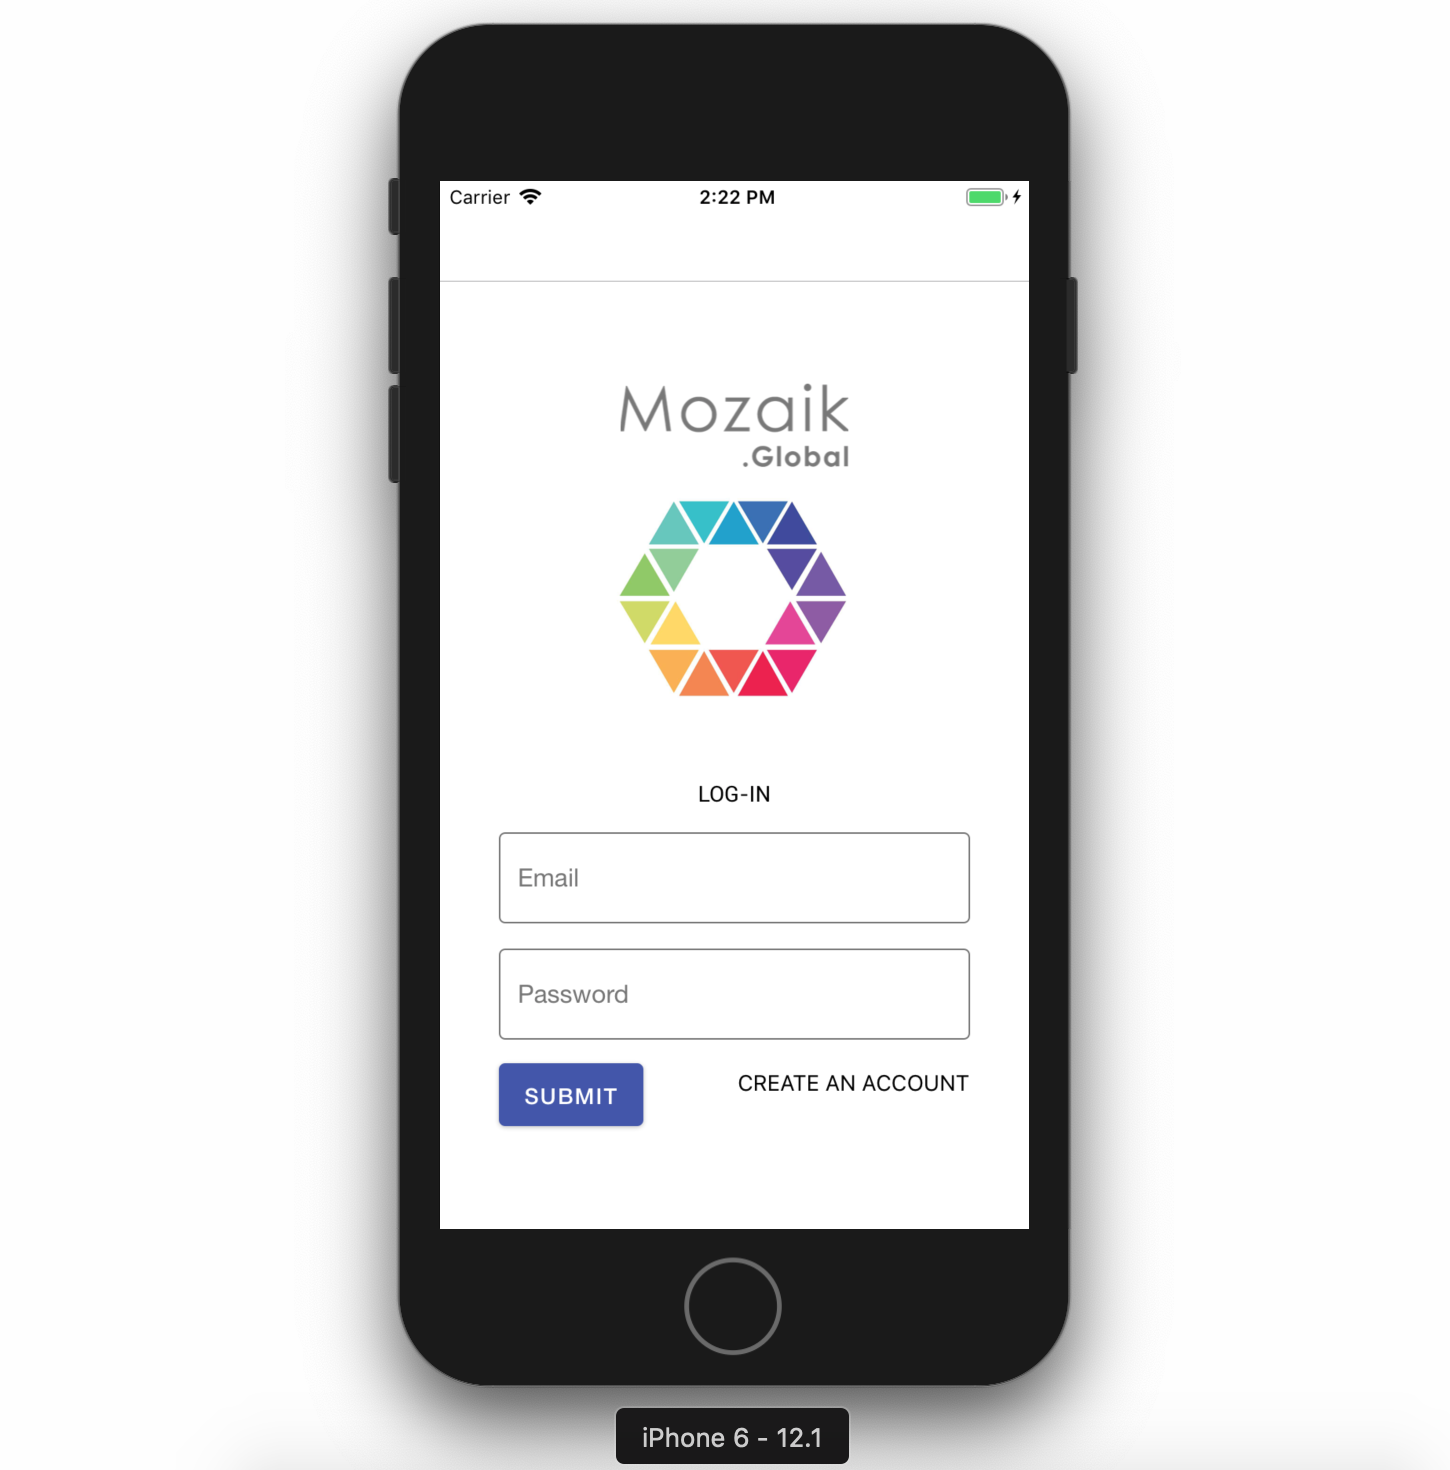 Carrier 2:22 PM
Mozaik
.Global
LOG-IN
Email
Password
SUBMIT CREATE AN ACCOUNT
iPhone 6 - 12.1